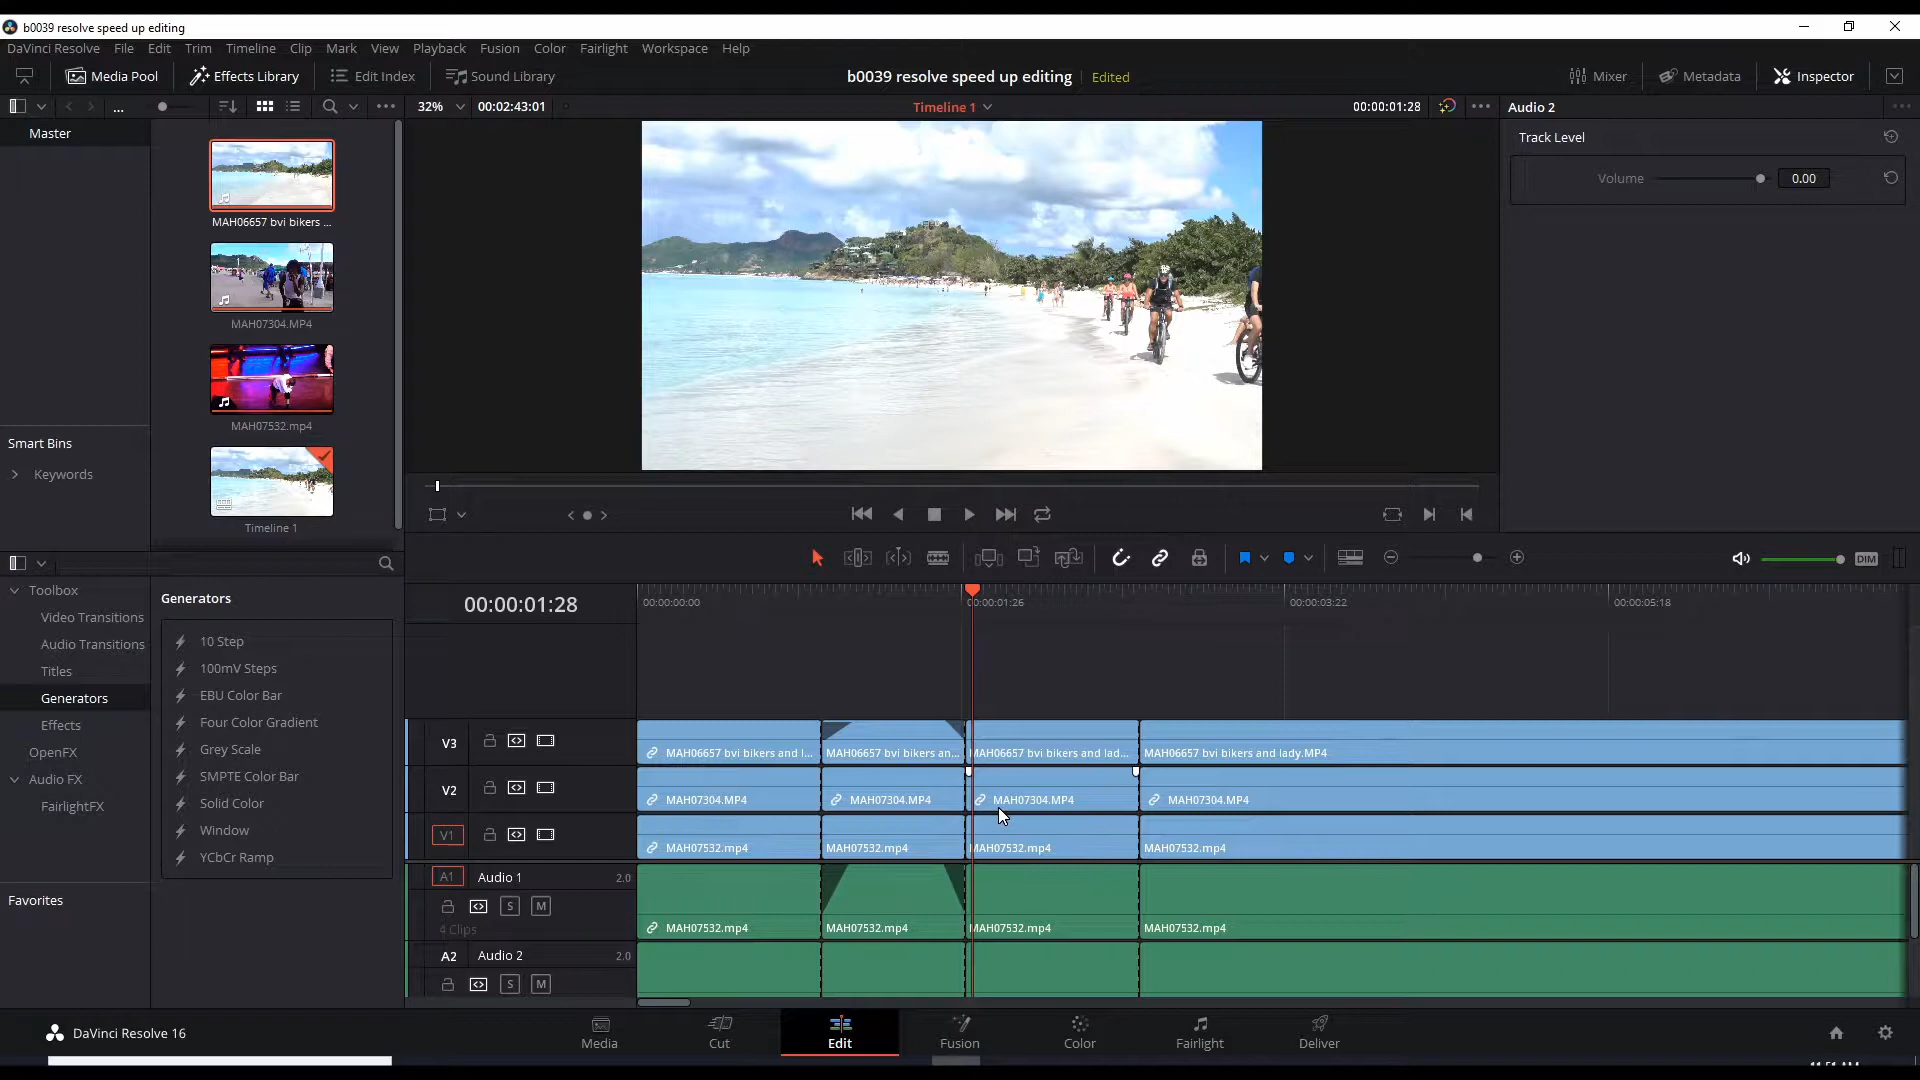 b0039 resolve speed up editing
DaVinci Resolve File Edit Trim Timeline Clip Mark View Playback Fusion Color Fairlight Workspace Help
Media Pool Effects Library Edit Index Sound Library b0039 resolve speed up editing Edited Mixer Metadata Inspector
... 32% 00:02:43:01 Timeline 1 00:00:01:28 Audio 2
Master
Track Level
Volume 0.00
MAH06657 bvi bikers ...
MAH07304.MP4
MAH07532.mp4
Timeline 1
Smart Bins
Keywords
DIM
Toolbox
Video Transitions
Audio Transitions
Titles
Generators
Effects
OpenFX
Audio FX
FairlightFX
Favorites
Generators
10 Step
100mV Steps
EBU Color Bar
Four Color Gradient
Grey Scale
SMPTE Color Bar
Solid Color
Window
YCbCr Ramp
00:00:01:28
00:00:00:00 00:00:01:26 00:00:03:22 00:00:05:18
V3 MAH06657 bvi bikers and l... MAH06657 bvi bikers an... MAH06657 bvi bikers and lad... MAH06657 bvi bikers and lady.MP4
V2 MAH07304.MP4 MAH07304.MP4 MAH07304.MP4 MAH07304.MP4
V1 MAH07532.mp4 MAH07532.mp4 MAH07532.mp4 MAH07532.mp4
A1 Audio 1 2.0
S M
4 Clips MAH07532.mp4 MAH07532.mp4 MAH07532.mp4 MAH07532.mp4
A2 Audio 2 2.0
S M
DaVinci Resolve 16
Media Cut Edit Fusion Color Fairlight Deliver